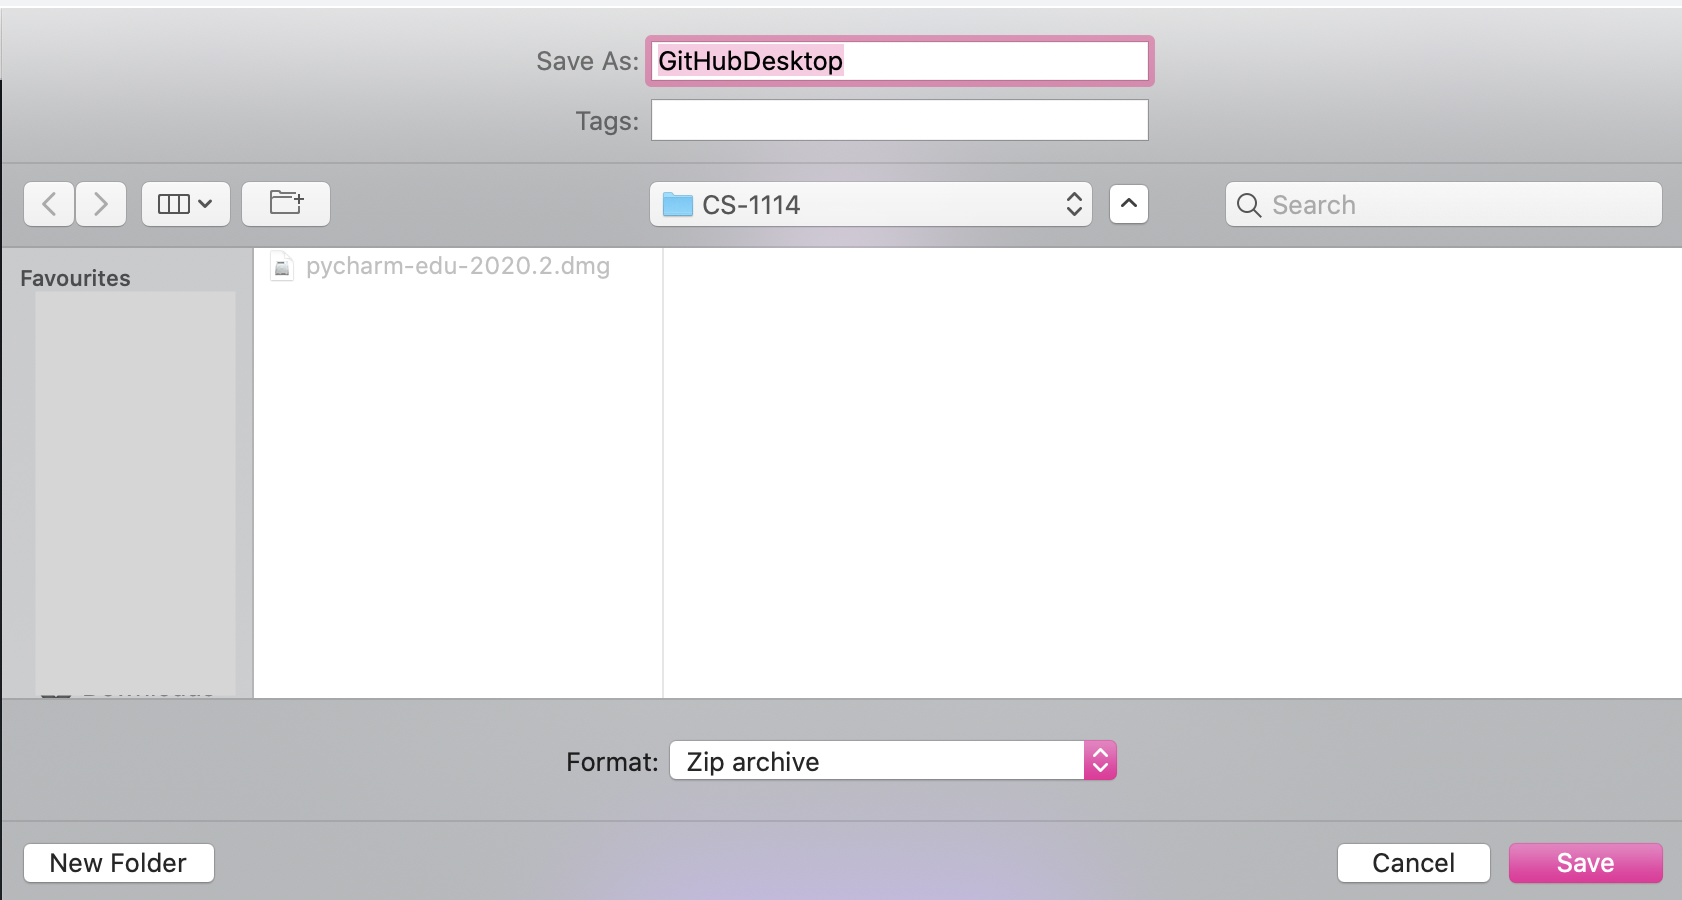 Save As: GitHubDesktop
Tags:
CS-1114
Search
Favourites
pycharm-edu-2020.2.dmg
Format: Zip archive
New Folder
Cancel
Save